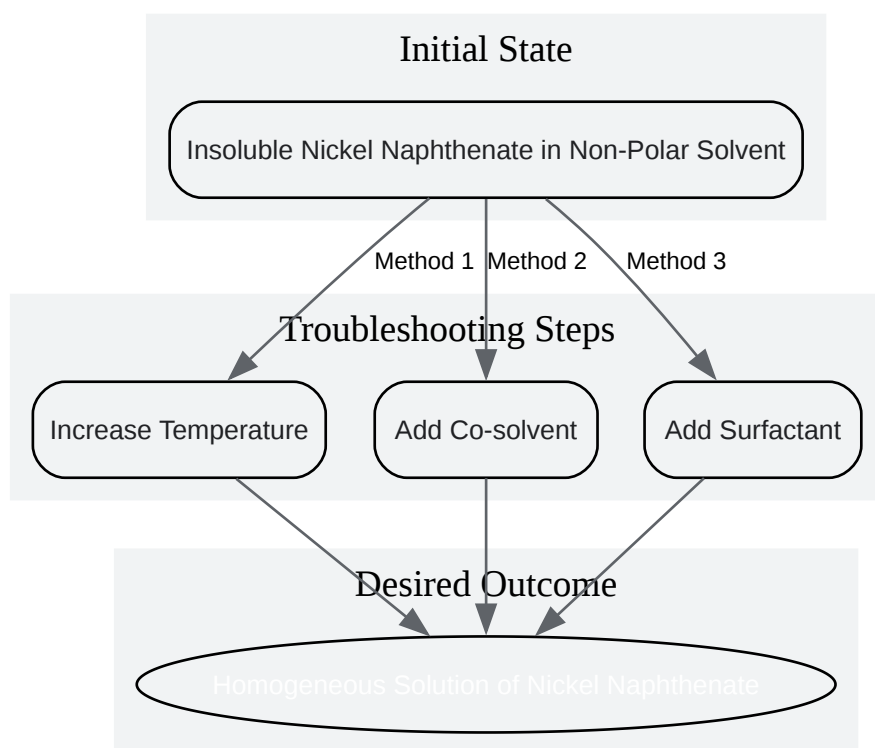 Initial State
Insoluble Nickel Naphthenate in Non-Polar Solvent
Method 1 Method 2 Method 3
Troubleshooting Steps
Increase Temperature Add Co-solvent Add Surfactant
Desired Outcome
Homogeneous Solution of Nickel Naphthenate